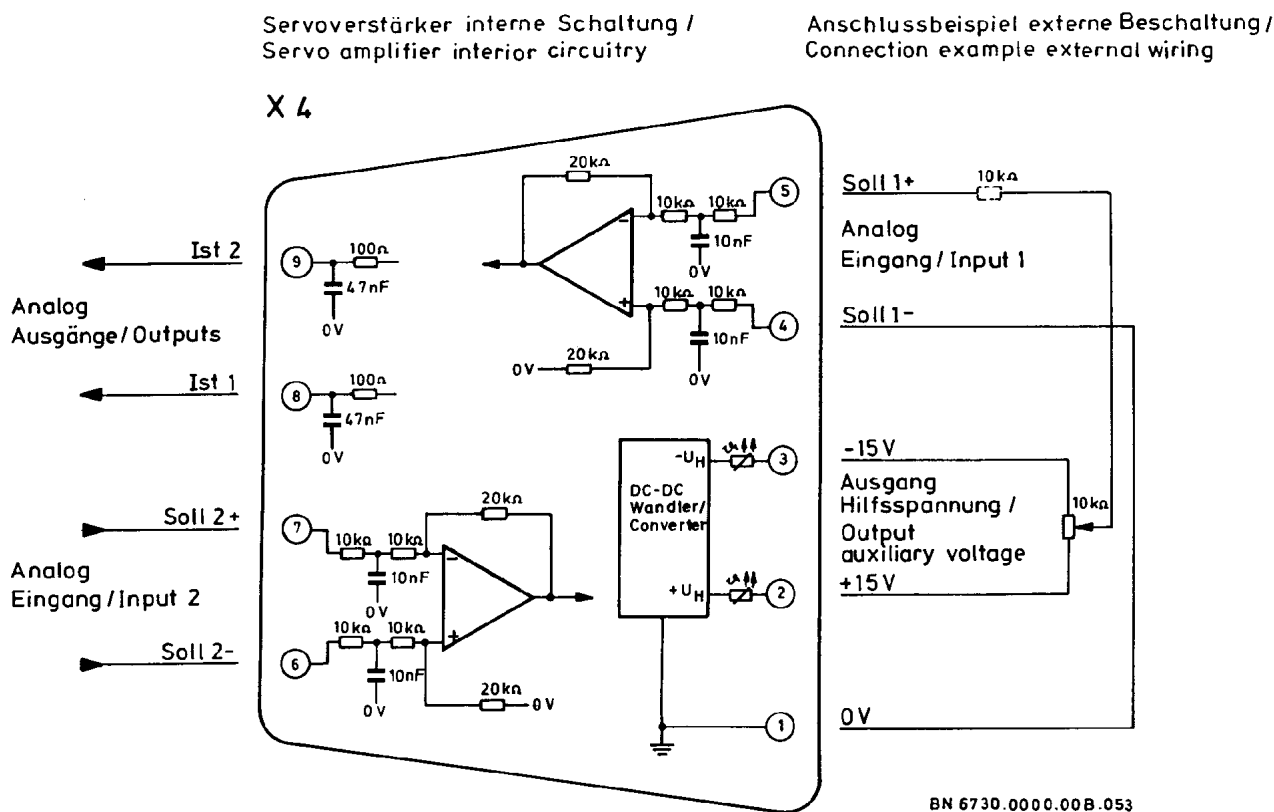 Servoverstärker interne Schaltung /
Servo amplifier interior circuitry
Anschlussbeispiel externe Beschaltung /
Connection example external wiring
X 4
20kΩ
10kΩ
10kΩ
5
Soll 1+
10kΩ
10nF
0V
Analog
Eingang / Input 1
Ist 2
9
100Ω
47nF
0V
10kΩ
10kΩ
4
Soll 1-
10nF
0V
20kΩ
0V
Analog
Ausgänge / Outputs
Ist 1
8
100Ω
47nF
0V
-UH
3
-15V
DC-DC
Wandler/
Converter
Ausgang
Hilfsspannung /
Output
auxiliary voltage
10kΩ
+UH
2
+15V
Soll 2+
7
10kΩ
10kΩ
20kΩ
10nF
0V
Analog
Eingang / Input 2
Soll 2-
6
10kΩ
10kΩ
10nF
0V
20kΩ
0V
1
0V
BN 6730.0000.00B.053